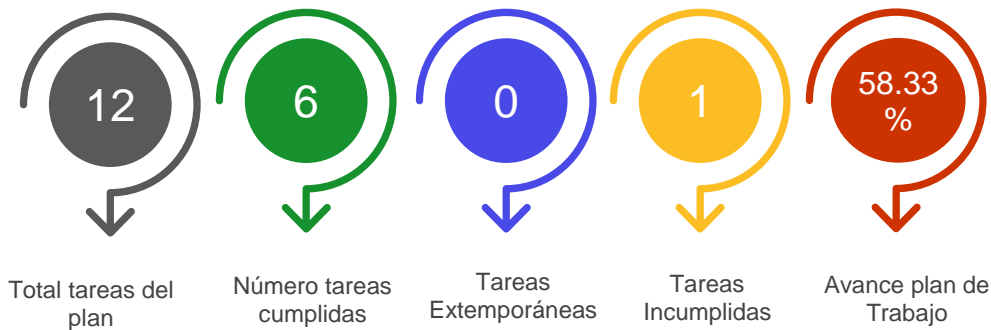 12
6
0
1
58.33
%
Total tareas del
plan
Número tareas
cumplidas
Tareas
Extemporáneas
Tareas
Incumplidas
Avance plan de
Trabajo